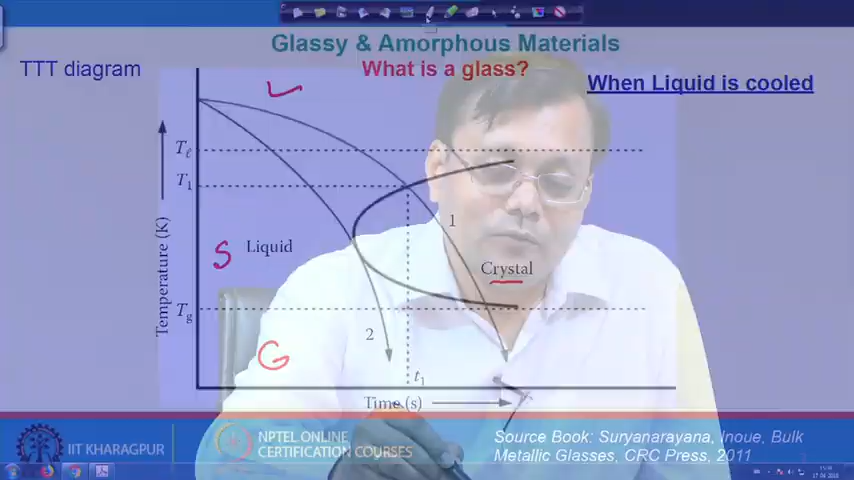 Glassy & Amorphous Materials
TTT diagram
What is a glass?
When Liquid is cooled
L
Tℓ
T1
1
S
Liquid
Crystal
Temperature (K)
Tg
2
G
t1
Time (s)
IIT KHARAGPUR
NPTEL ONLINE
CERTIFICATION COURSES
Source Book: Suryanarayana, Inoue, Bulk
Metallic Glasses, CRC Press, 2011